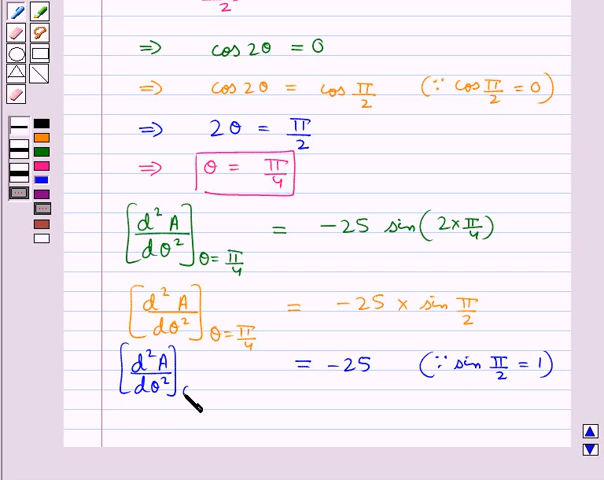 ⇒ cos 2θ = 0
⇒ cos 2θ = cos π/2 (∵ cos π/2 = 0)
⇒ 2θ = π/2
⇒ θ = π/4
[d²A/dθ²]θ=π/4 = -25 sin(2×π/4)
[d²A/dθ²]θ=π/4 = -25 × sin π/2
[d²A/dθ²] = -25 (∵ sin π/2 = 1)